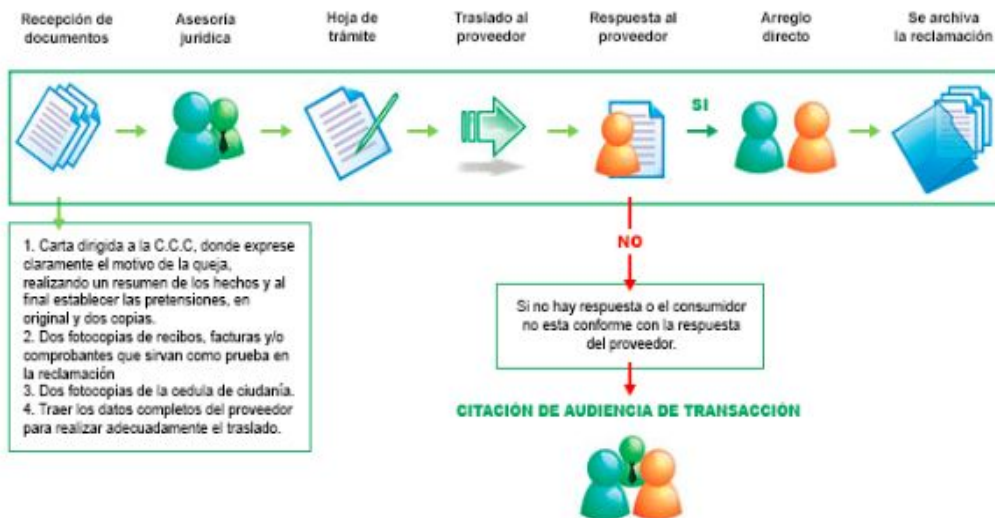 Recepción de
documentos
Asesoría
jurídica
Hoja de
trámite
Traslado al
proveedor
Respuesta al
proveedor
Arreglo
directo
Se archiva
la reclamación
SI
1. Carta dirigida a la C.C.C, donde exprese
claramente el motivo de la queja,
realizando un resumen de los hechos y al
final establecer las pretensiones, en
original y dos copias.
2. Dos fotocopias de recibos, facturas y/o
comprobantes que sirvan como prueba en
la reclamación
3. Dos fotocopias de la cedula de ciudanía.
4. Traer los datos completos del proveedor
para realizar adecuadamente el traslado.
NO
Si no hay respuesta o el consumidor
no esta conforme con la respuesta
del proveedor.
CITACIÓN DE AUDIENCIA DE TRANSACCIÓN